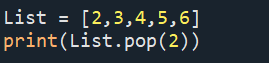 List = [2,3,4,5,6]
print(List.pop(2))